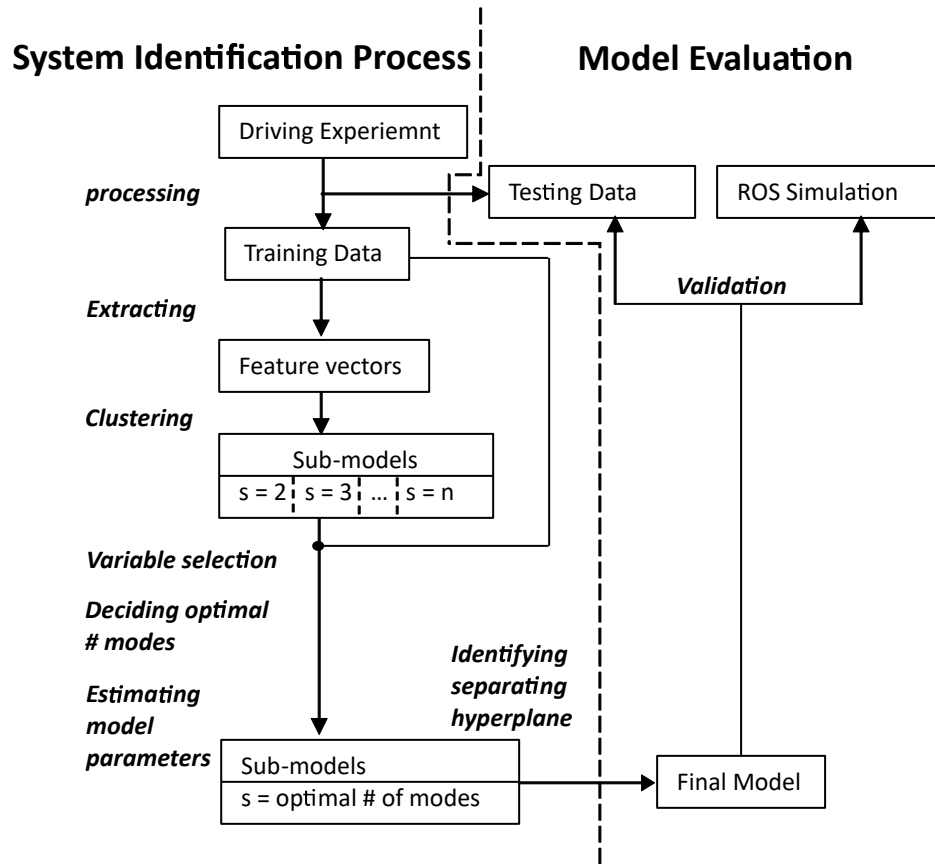 System Identification Process
Model Evaluation
Driving Experiemnt
processing
Testing Data
ROS Simulation
Training Data
Validation
Extracting
Feature vectors
Clustering
Sub-models
s = 2 s = 3 ... s = n
Variable selection
Deciding optimal
# modes
Identifying
separating
hyperplane
Estimating
model
parameters
Sub-models
s = optimal # of modes
Final Model